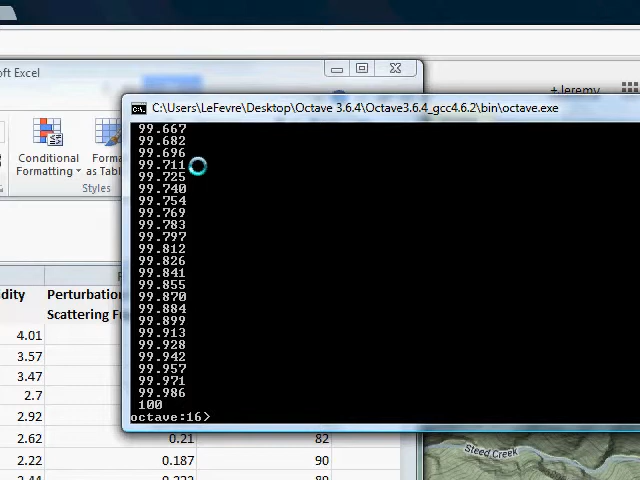 oft Excel
+ Jeremy
C:\Users\LeFevre\Desktop\Octave 3.6.4\Octave3.6.4_gcc4.6.2\bin\octave.exe
C:\.
99.667
99.682
99.696
99.711
99.725
99.740
99.754
99.769
99.783
99.797
99.812
99.826
99.841
99.855
99.870
99.884
99.899
99.913
99.928
99.942
99.957
99.971
99.986
100
octave:16>
Conditional
Formatting
Forma
as Tabl
Styles
idity
Perturbation
Scattering Fr
4.01
3.57
3.47
2.7
2.92
2.62 0.21 82
2.22 0.187 90
Steed Creek